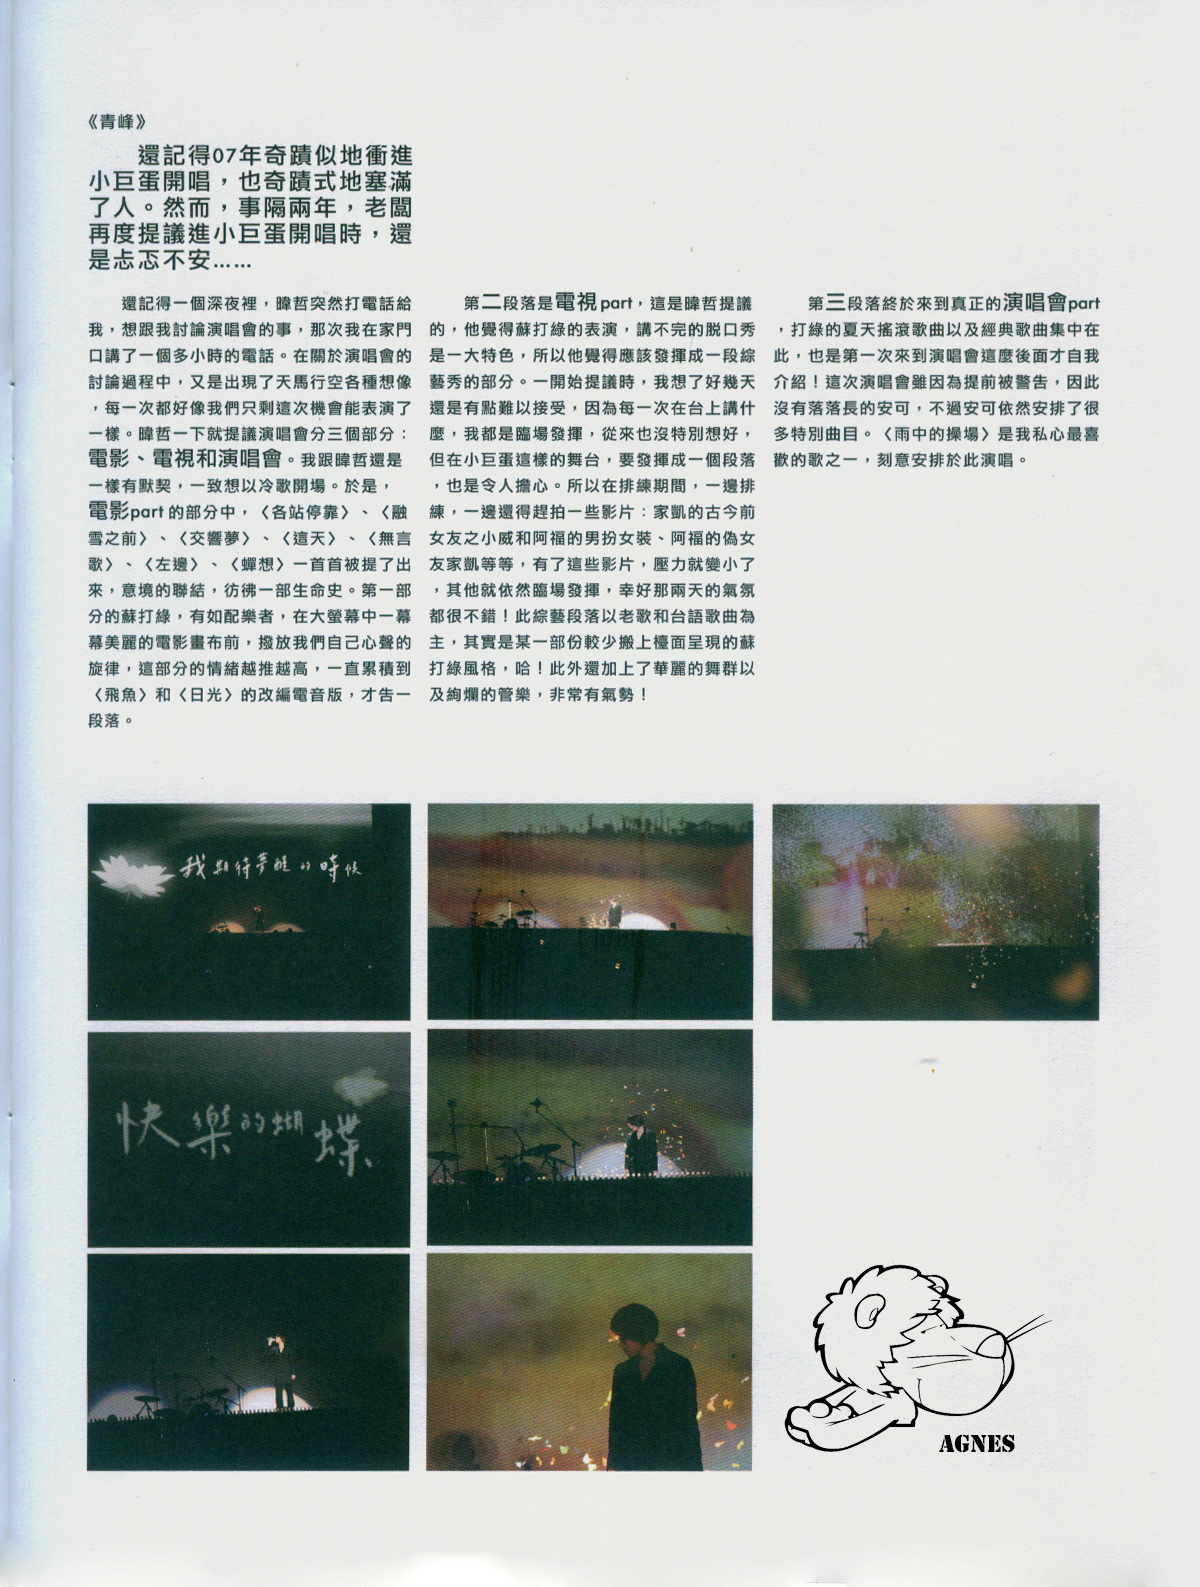 《青峰》
還記得07年奇蹟似地衝進
小巨蛋開唱，也奇蹟式地塞滿
了人。然而，事隔兩年，老闆
再度提議進小巨蛋開唱時，還
是忐忑不安……
還記得一個深夜裡，暐哲突然打電話給
我，想跟我討論演唱會的事，那次我在家門
口講了一個多小時的電話。在關於演唱會的
討論過程中，又是出現了天馬行空各種想像
，每一次都好像我們只剩這次機會能表演了
一樣。暐哲一下就提議演唱會分三個部分：
電影、電視和演唱會。我跟暐哲還是
一樣有默契，一致想以冷歌開場。於是，
電影part 的部分中，〈各站停靠〉、〈融
雪之前〉、〈交響夢〉、〈這天〉、〈無言
歌〉、〈左邊〉、〈蟬想〉一首首被提了出
來，意境的聯結，彷彿一部生命史。第一部
分的蘇打綠，有如配樂者，在大螢幕中一幕
幕美麗的電影畫布前，撥放我們自己心聲的
旋律，這部分的情緒越推越高，一直累積到
〈飛魚〉和〈日光〉的改編電音版，才告一
段落。
第二段落是電視part，這是暐哲提議
的，他覺得蘇打綠的表演，講不完的脫口秀
是一大特色，所以他覺得應該發揮成一段綜
藝秀的部分。一開始提議時，我想了好幾天
還是有點難以接受，因為每一次在台上講什
麼，我都是臨場發揮，從來也沒特別想好，
但在小巨蛋這樣的舞台，要發揮成一個段落
，也是令人擔心。所以在排練期間，一邊排
練，一邊還得趕拍一些影片：家凱的古今前
女友之小威和阿福的男扮女裝、阿福的偽女
友家凱等等，有了這些影片，壓力就變小了
，其他就依然臨場發揮，幸好那兩天的氣氛
都很不錯！此綜藝段落以老歌和台語歌曲為
主，其實是某一部份較少搬上檯面呈現的蘇
打綠風格，哈！此外還加上了華麗的舞群以
及絢爛的管樂，非常有氣勢！
第三段落終於來到真正的演唱會part
，打綠的夏天搖滾歌曲以及經典歌曲集中在
此，也是第一次來到演唱會這麼後面才自我
介紹！這次演唱會雖因為提前被警告，因此
沒有落落長的安可，不過安可依然安排了很
多特別曲目。〈雨中的操場〉是我私心最喜
歡的歌之一，刻意安排於此演唱。
我期待夢醒的時候
快樂的蝴蝶
AGNES